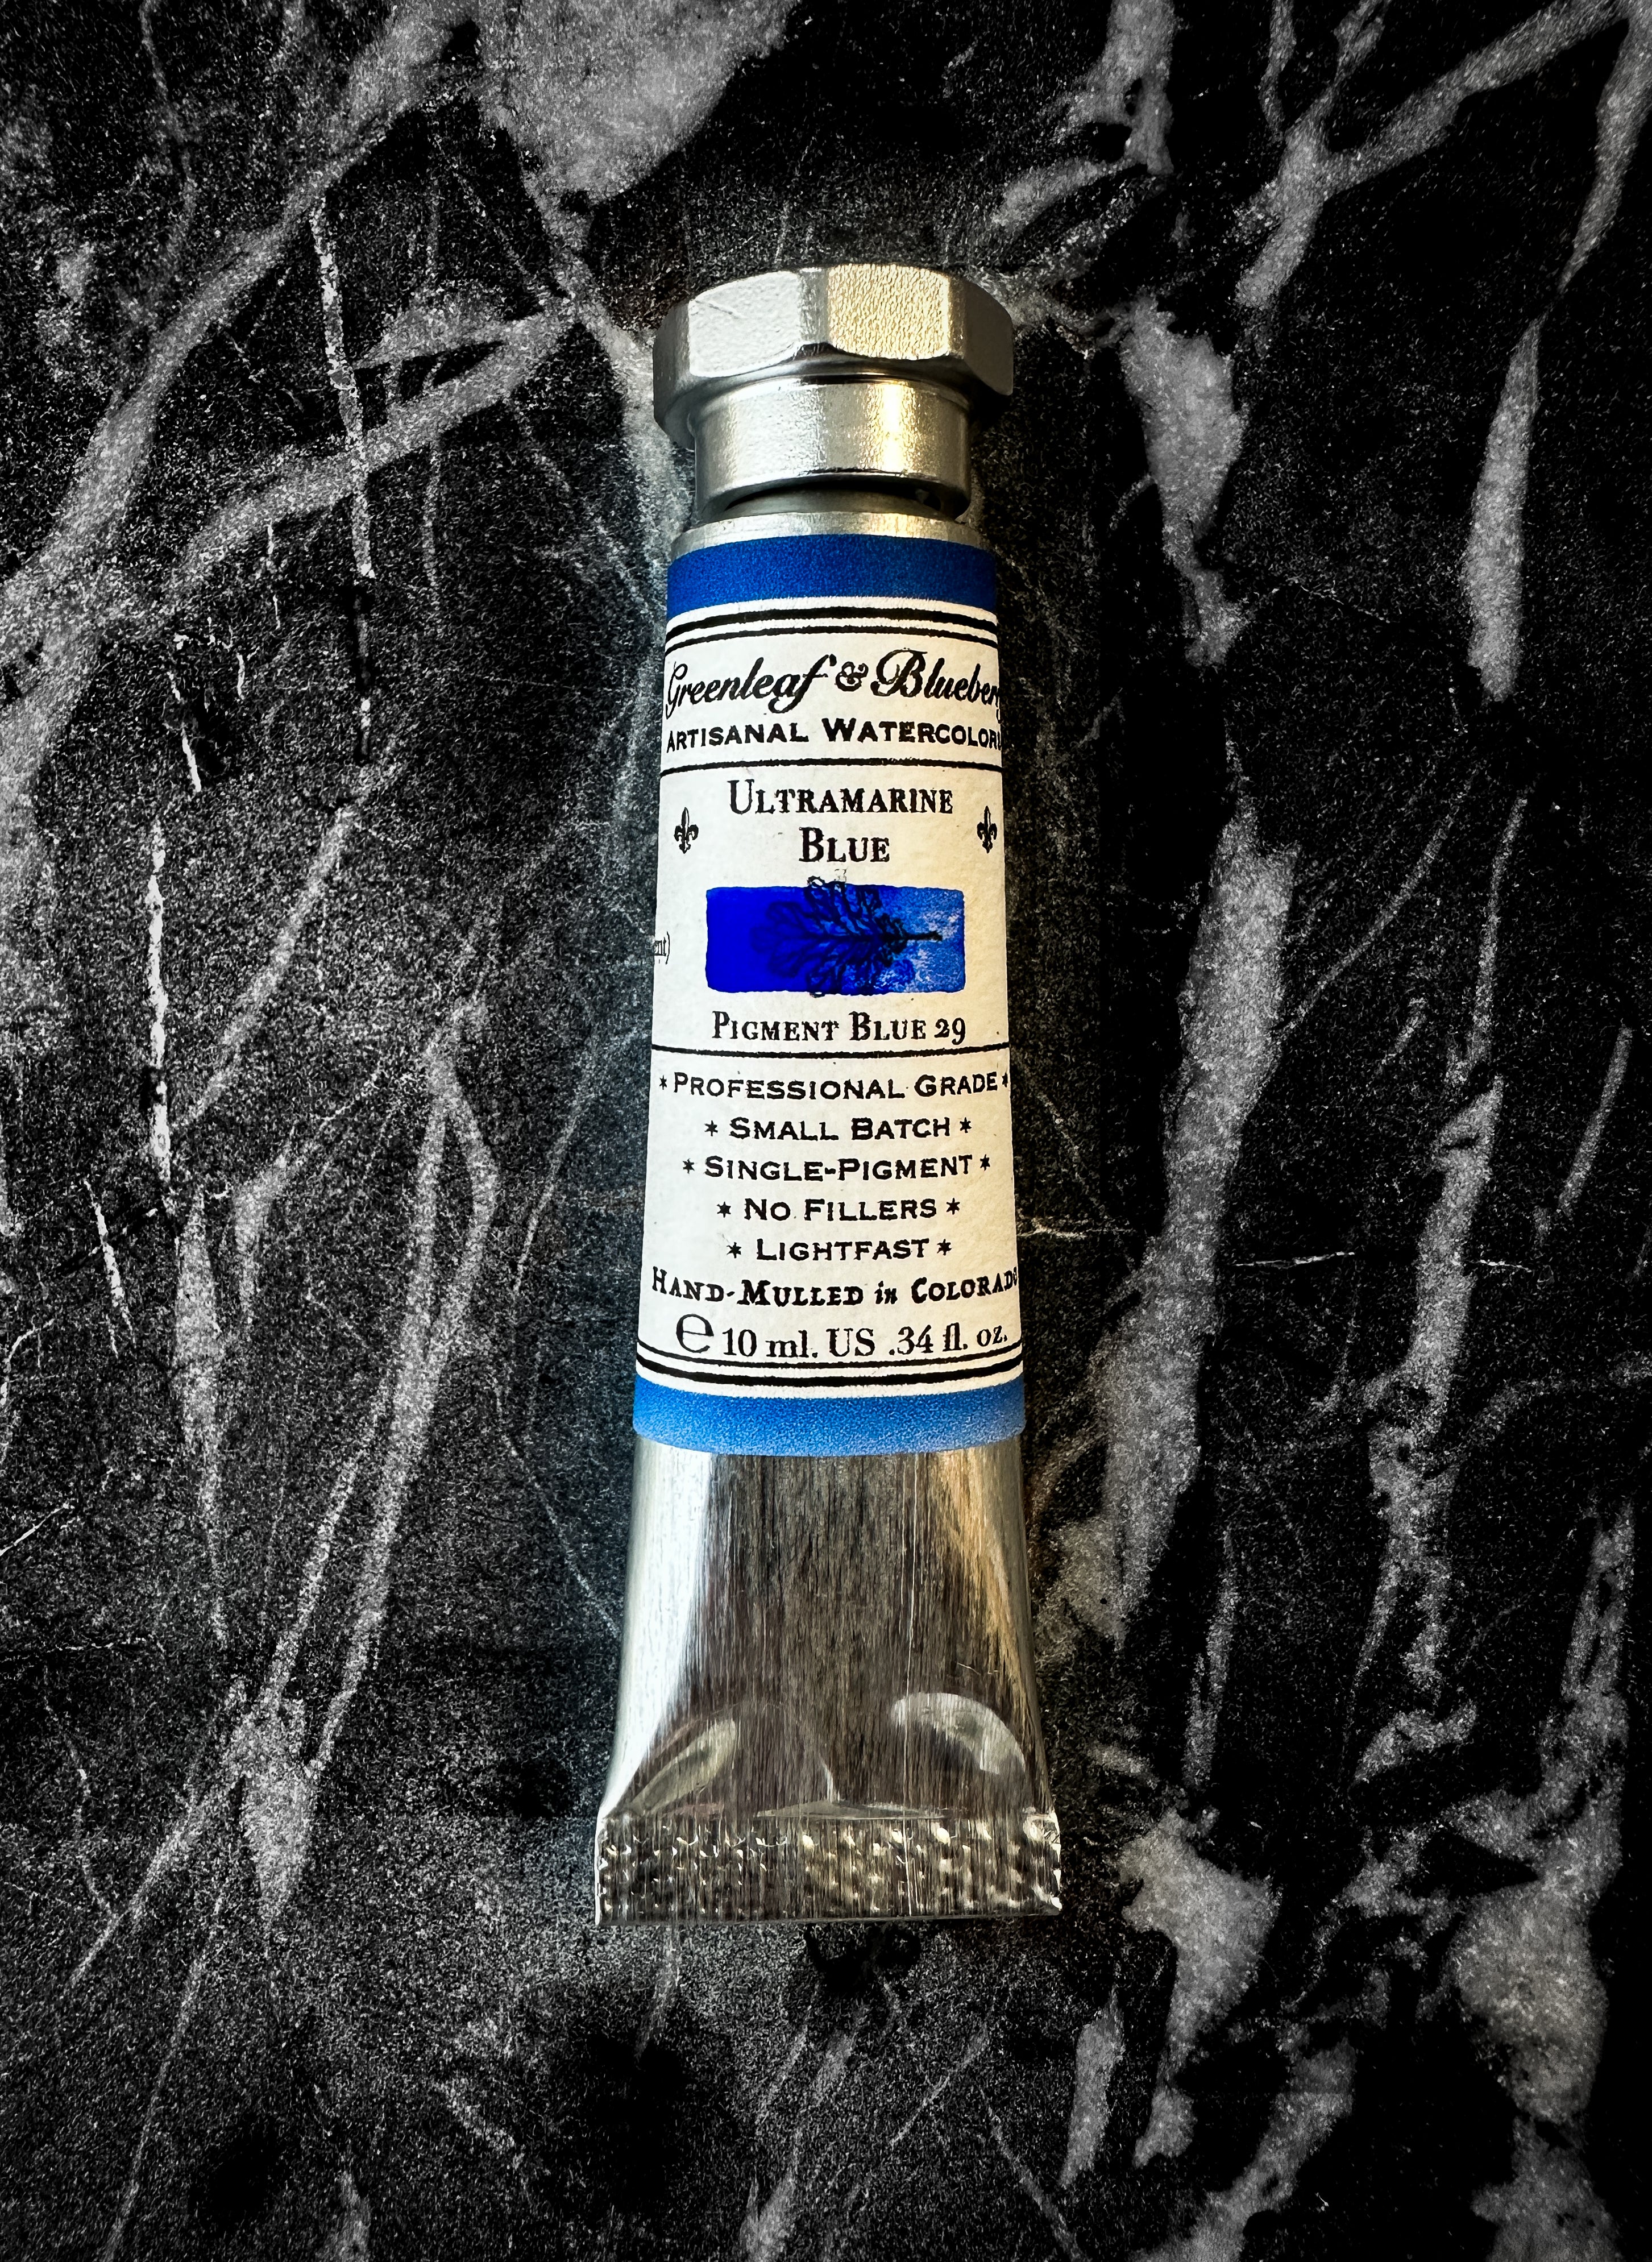 Greenleaf & Blueberry
ARTISANAL WATERCOLORS
ULTRAMARINE
BLUE
PIGMENT BLUE 29
* PROFESSIONAL GRADE *
* SMALL BATCH *
* SINGLE-PIGMENT *
* NO FILLERS *
* LIGHTFAST *
HAND-MULLED in COLORADO
℮ 10 ml. US .34 fl. oz.